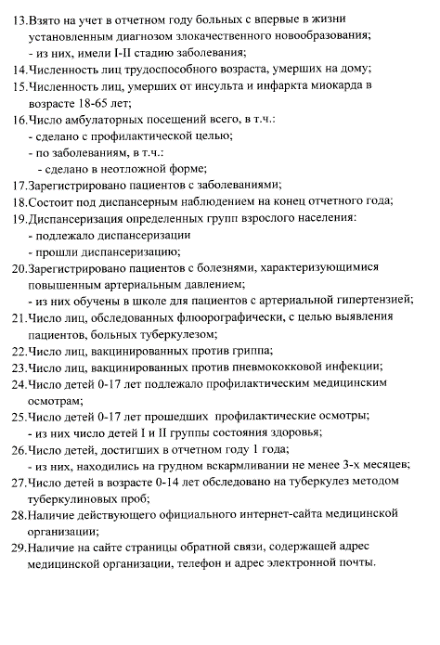 13.Взято на учет в отчетном году больных с впервые в жизни
установленным диагнозом злокачественного новообразования;
- из них, имели I-II стадию заболевания;
14.Численность лиц трудоспособного возраста, умерших на дому;
15.Численность лиц, умерших от инсульта и инфаркта миокарда в
возрасте 18-65 лет;
16.Число амбулаторных посещений всего, в т.ч.:
- сделано с профилактической целью;
- по заболеваниям, в т.ч.:
- сделано в неотложной форме;
17.Зарегистрировано пациентов с заболеваниями;
18.Состоит под диспансерным наблюдением на конец отчетного года;
19.Диспансеризация определенных групп взрослого населения:
- подлежало диспансеризации
- прошли диспансеризацию;
20.Зарегистрировано пациентов с болезнями, характеризующимися
повышенным артериальным давлением;
- из них обучены в школе для пациентов с артериальной гипертензией;
21.Число лиц, обследованных флюорографически, с целью выявления
пациентов, больных туберкулезом;
22.Число лиц, вакцинированных против гриппа;
23.Число лиц, вакцинированных против пневмококковой инфекции;
24.Число детей 0-17 лет подлежало профилактическим медицинским
осмотрам;
25.Число детей 0-17 лет прошедших профилактические осмотры;
- из них число детей I и II группы состояния здоровья;
26.Число детей, достигших в отчетном году 1 года;
- из них, находились на грудном вскармливании не менее 3-х месяцев;
27.Число детей в возрасте 0-14 лет обследовано на туберкулез методом
туберкулиновых проб;
28.Наличие действующего официального интернет-сайта медицинской
организации;
29.Наличие на сайте страницы обратной связи, содержащей адрес
медицинской организации, телефон и адрес электронной почты.